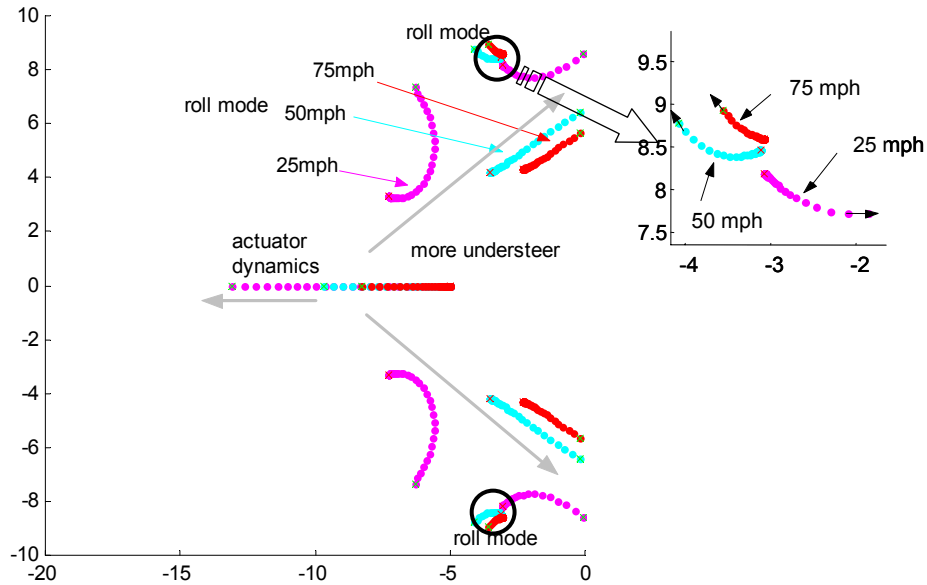 10
8
6
4
2
0
-2
-4
-6
-8
-10
-20
-15
-10
-5
0
roll mode
75mph
roll mode
50mph
25mph
actuator
dynamics
more understeer
roll mode
9.5
9
8.5
8
7.5
-4
-3
-2
75 mph
25 mph
50 mph